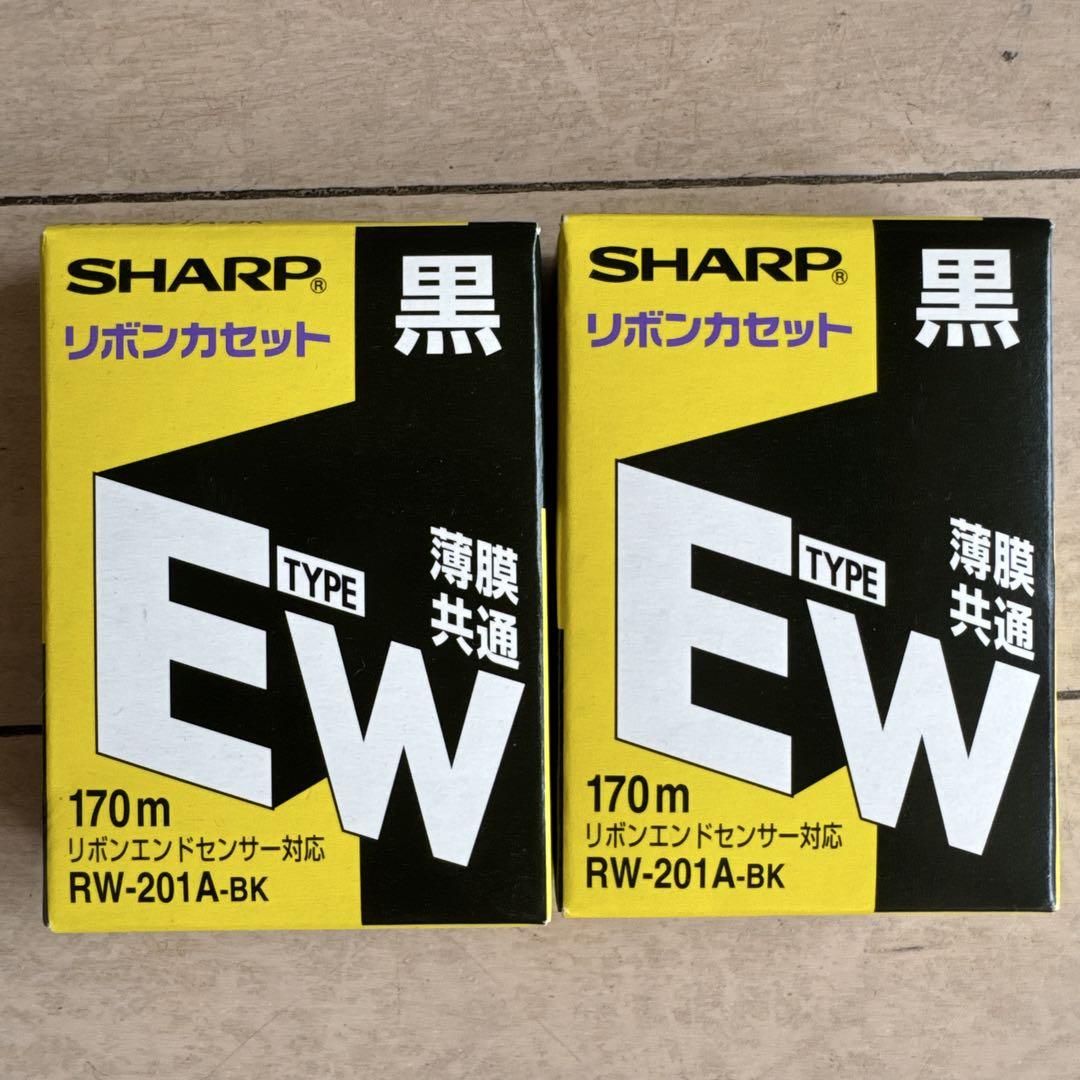 SHARP®
リボンカセット
黒
TYPE
EW
薄膜
共通
170m
リボンエンドセンサー対応
RW-201A-BK
SHARP®
リボンカセット
黒
TYPE
EW
薄膜
共通
170m
リボンエンドセンサー対応
RW-201A-BK